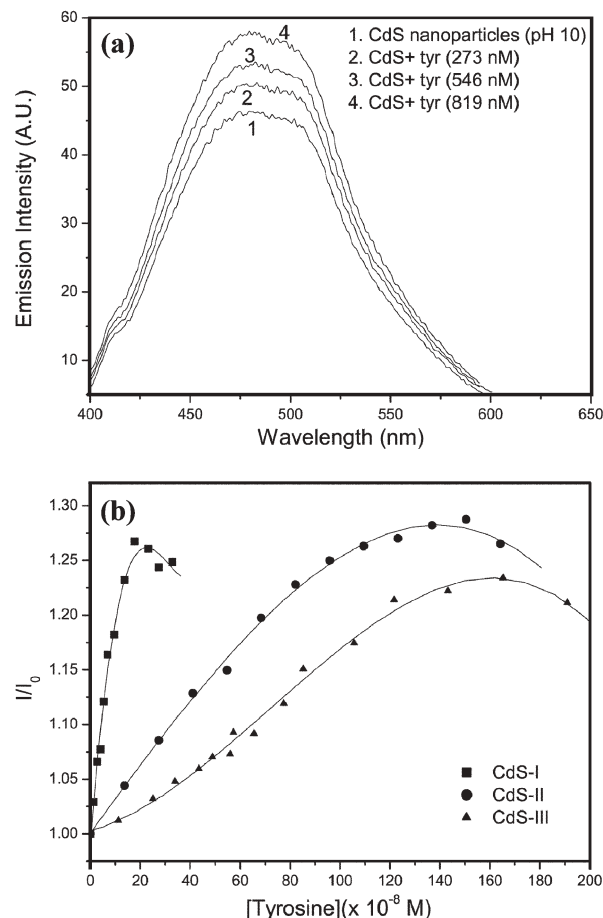 (a)
1. CdS nanoparticles (pH 10)
2. CdS+ tyr (273 nM)
3. CdS+ tyr (546 nM)
4. CdS+ tyr (819 nM)
4
3
2
1
60
50
40
30
20
10
Emission Intensity (A.U.)
400 450 500 550 600 650
Wavelength (nm)
(b)
1.30
1.25
1.20
1.15
1.10
1.05
1.00
I/I0
CdS-I
CdS-II
CdS-III
0 20 40 60 80 100 120 140 160 180 200
[Tyrosine](x 10⁻⁸ M)